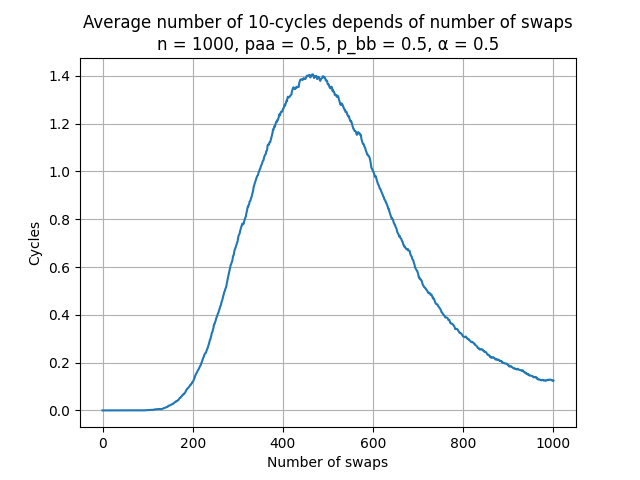 Average number of 10-cycles depends of number of swaps
n = 1000, paa = 0.5, p_bb = 0.5, α = 0.5
1.4
1.2
1.0
0.8
0.6
0.4
0.2
0.0
Cycles
0 200 400 600 800 1000
Number of swaps